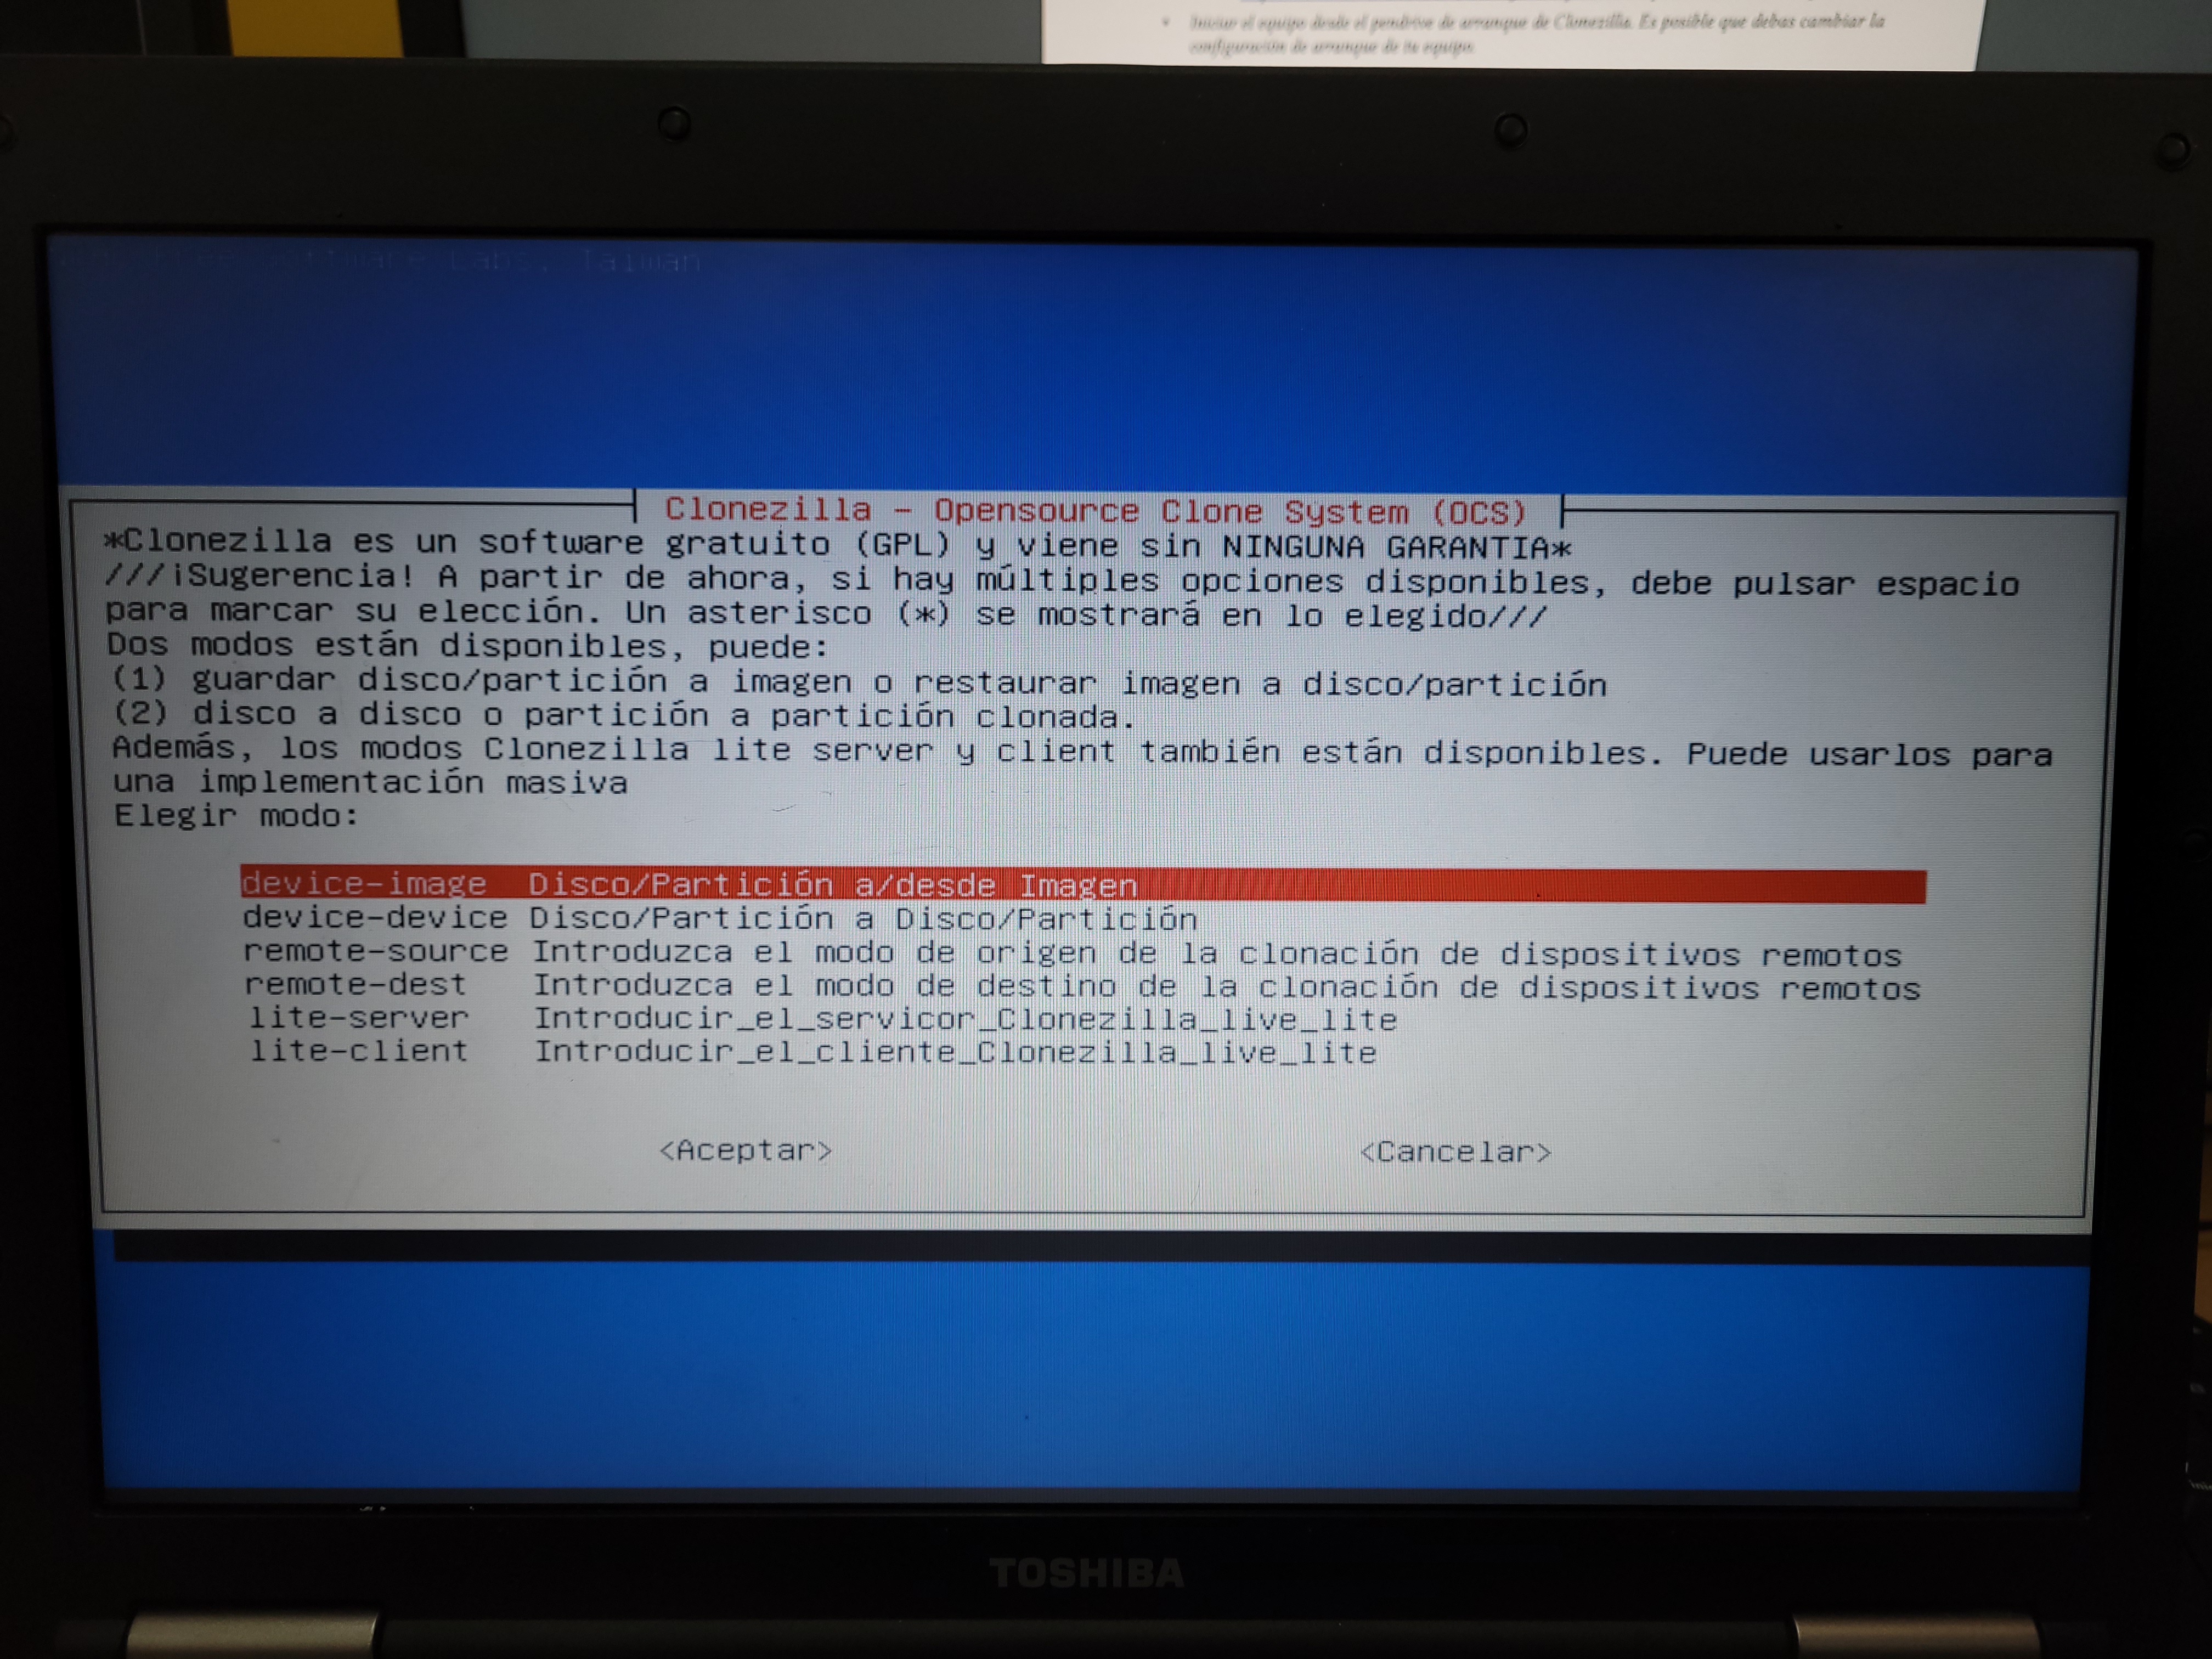 Iniciar el equipo desde el pendrive de arranque de Clonezilla. Es posible que debas cambiar la
configuración de arranque de tu equipo.
Free Software Labs, Taiwan
Clonezilla - Opensource Clone System (OCS)
*Clonezilla es un software gratuito (GPL) y viene sin NINGUNA GARANTIA*
///¡Sugerencia! A partir de ahora, si hay múltiples opciones disponibles, debe pulsar espacio
para marcar su elección. Un asterisco (*) se mostrará en lo elegido///
Dos modos están disponibles, puede:
(1) guardar disco/partición a imagen o restaurar imagen a disco/partición
(2) disco a disco o partición a partición clonada.
Además, los modos Clonezilla lite server y client también están disponibles. Puede usarlos para
una implementación masiva
Elegir modo:
device-image Disco/Partición a/desde Imagen
device-device Disco/Partición a Disco/Partición
remote-source Introduzca el modo de origen de la clonación de dispositivos remotos
remote-dest Introduzca el modo de destino de la clonación de dispositivos remotos
lite-server Introducir_el_servicor_Clonezilla_live_lite
lite-client Introducir_el_cliente_Clonezilla_live_lite
<Aceptar> <Cancelar>
TOSHIBA